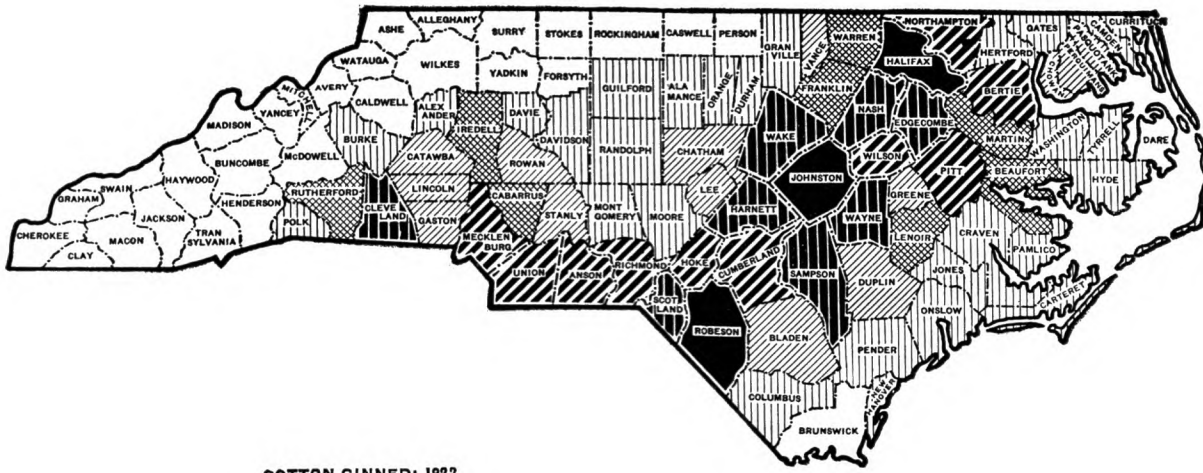 ASHE
ALLEGHANY
SURRY
STOKES
ROCKINGHAM
CASWELL
PERSON
GRAN VILLE
VANCE
WARREN
NORTHAMPTON
HALIFAX
HERTFORD
GATES
CAMDEN
CURRITUCK
PASQUOTANK
PERQUIMANS
CHOWAN
BERTIE
WATAUGA
WILKES
YADKIN
FORSYTH
GUILFORD
ALA MANCE
ORANGE
DURHAM
FRANKLIN
NASH
EDGECOMBE
MARTIN
WASHINGTON
TYRRELL
DARE
MITCHELL
AVERY
CALDWELL
ALEX ANDER
IREDELL
DAVIE
DAVIDSON
RANDOLPH
CHATHAM
WAKE
WILSON
PITT
BEAUFORT
HYDE
MADISON
YANCEY
McDOWELL
BURKE
CATAWBA
ROWAN
LEE
JOHNSTON
GREENE
BUNCOMBE
HAYWOOD
SWAIN
GRAHAM
RUTHERFORD
CLEVE LAND
LINCOLN
GASTON
CABARRUS
STANLY
MONT GOMERY
MOORE
HARNETT
WAYNE
LENOIR
CRAVEN
PAMLICO
CHEROKEE
CLAY
MACON
JACKSON
TRAN SYLVANIA
HENDERSON
POLK
MECKLEN BURG
UNION
ANSON
RICHMOND
HOKE
CUMBERLAND
SAMPSON
DUPLIN
JONES
CARTERET
SCOT LAND
ROBESON
BLADEN
ONSLOW
PENDER
COLUMBUS
NEW HANOVER
BRUNSWICK